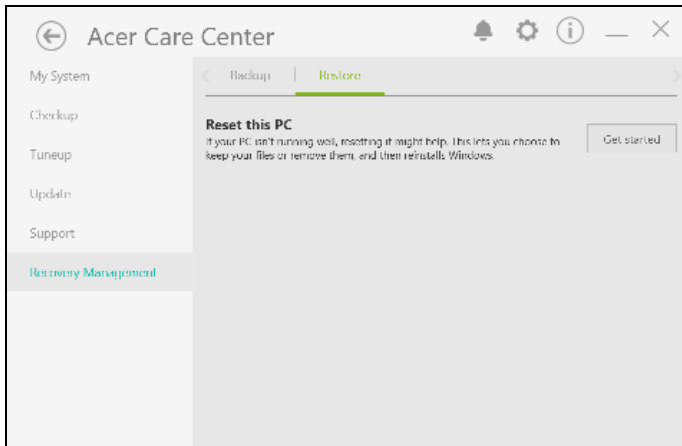 Acer Care Center
My System
Backup
Restore
Checkup
Reset this PC
If your PC isn't running well, resetting it might help. This lets you choose to
keep your files or remove them, and then reinstalls Windows.
Get started
Tuneup
Update
Support
Recovery Management